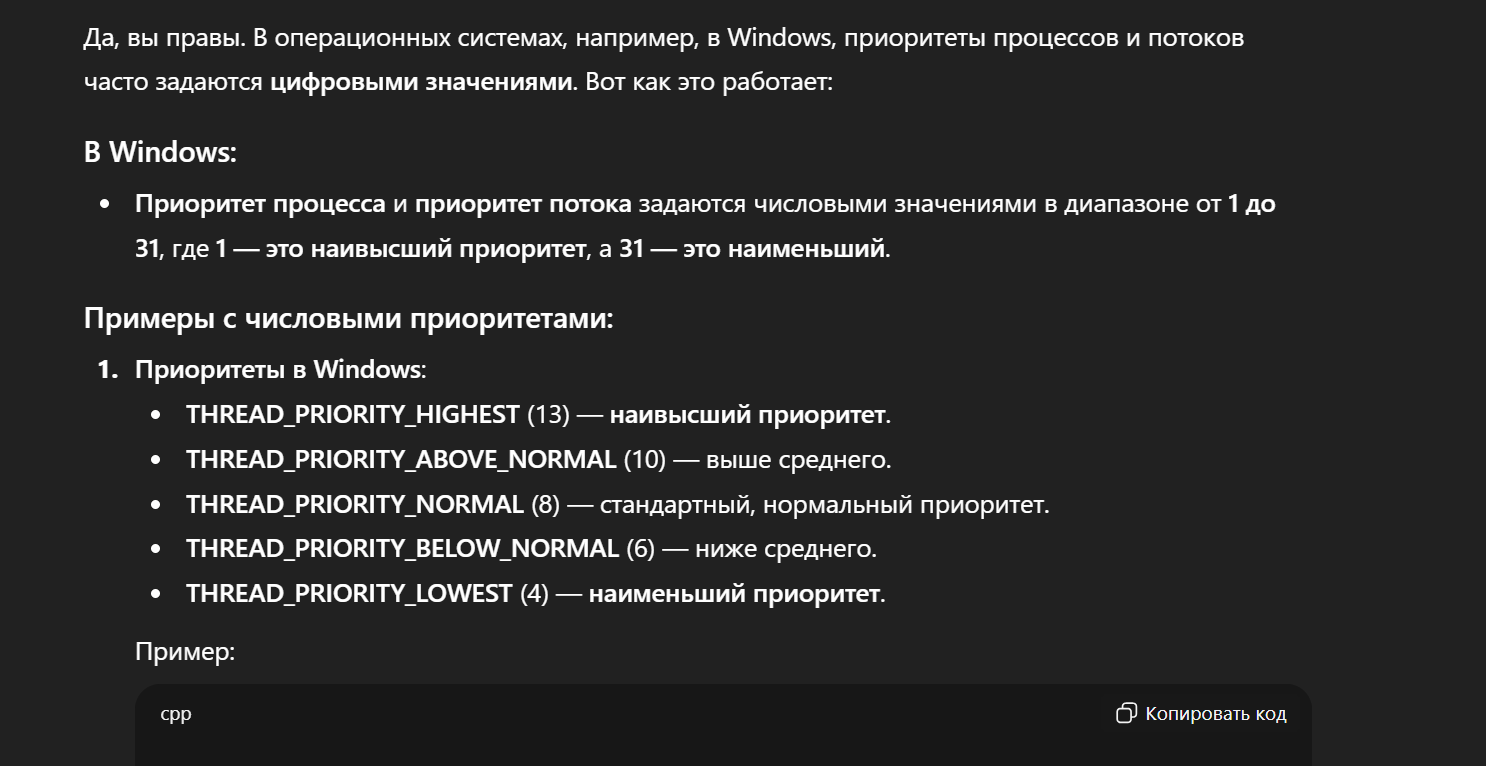 Да, вы правы. В операционных системах, например, в Windows, приоритеты процессов и потоков
часто задаются цифровыми значениями. Вот как это работает:
В Windows:
• Приоритет процесса и приоритет потока задаются числовыми значениями в диапазоне от 1 до
31, где 1 — это наивысший приоритет, а 31 — это наименьший.
Примеры с числовыми приоритетами:
1. Приоритеты в Windows:
• THREAD_PRIORITY_HIGHEST (13) — наивысший приоритет.
• THREAD_PRIORITY_ABOVE_NORMAL (10) — выше среднего.
• THREAD_PRIORITY_NORMAL (8) — стандартный, нормальный приоритет.
• THREAD_PRIORITY_BELOW_NORMAL (6) — ниже среднего.
• THREAD_PRIORITY_LOWEST (4) — наименьший приоритет.
Пример:
cpp Копировать код